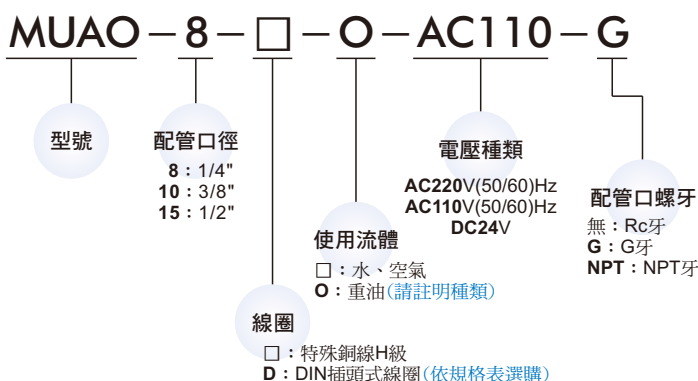 MUAO－8－□－O－AC110－G
型號
配管口徑
8：1/4"
10：3/8"
15：1/2"
線圈
□：特殊銅線H級
D：DIN插頭式線圈(依規格表選購)
使用流體
□：水、空氣
O：重油(請註明種類)
電壓種類
AC220V(50/60)Hz
AC110V(50/60)Hz
DC24V
配管口螺牙
無：Rc牙
G：G牙
NPT：NPT牙